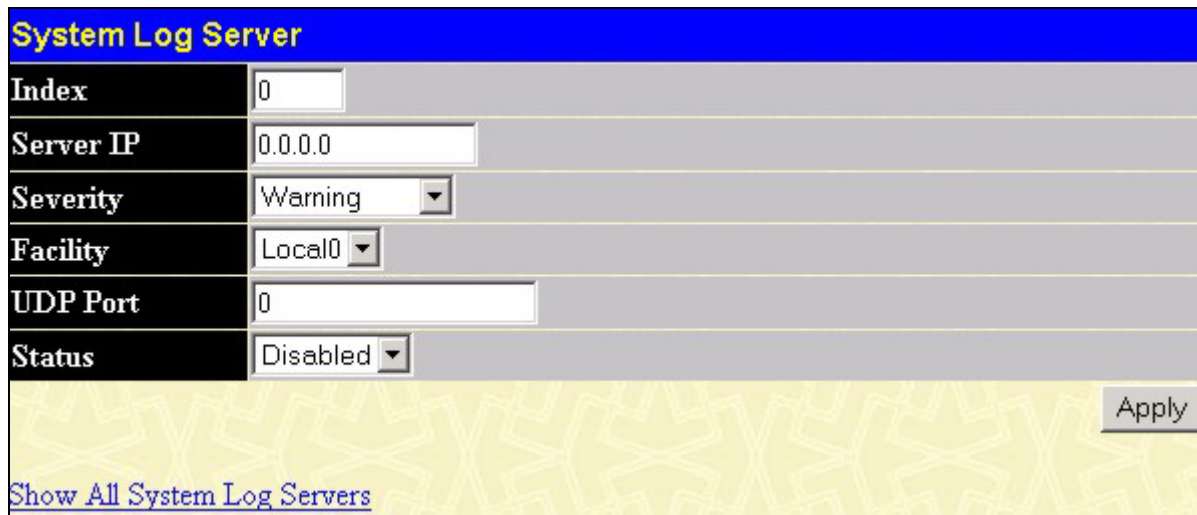 System Log Server
Index 0
Server IP 0.0.0.0
Severity Warning
Facility Local0
UDP Port 0
Status Disabled
Apply
Show All System Log Servers